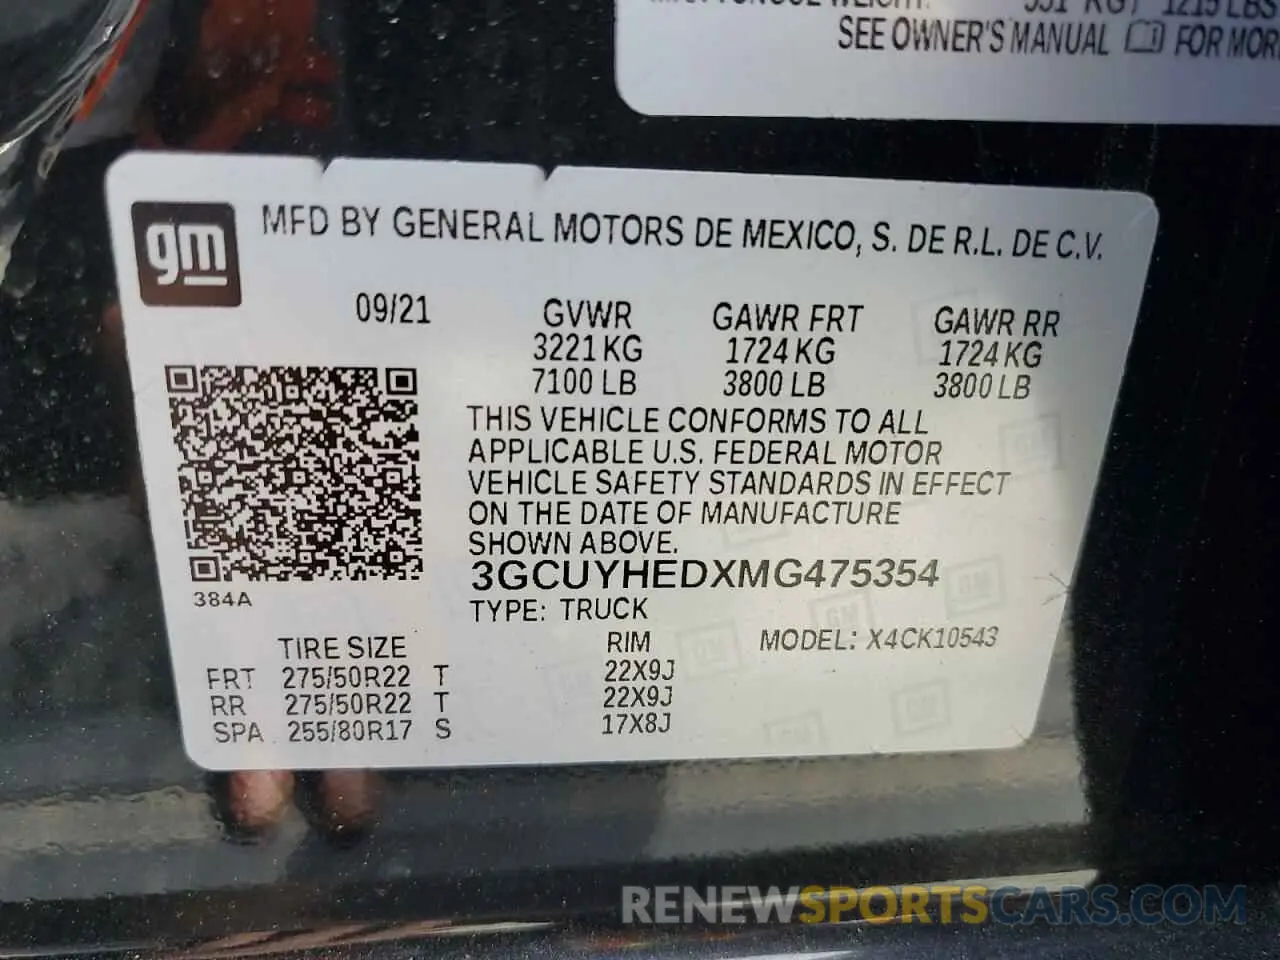 1215 LBS
SEE OWNER'S MANUAL FOR MORE
gm
MFD BY GENERAL MOTORS DE MEXICO, S. DE R.L. DE C.V.
09/21 GVWR GAWR FRT GAWR RR
3221 KG 1724 KG 1724 KG
7100 LB 3800 LB 3800 LB
THIS VEHICLE CONFORMS TO ALL
APPLICABLE U.S. FEDERAL MOTOR
VEHICLE SAFETY STANDARDS IN EFFECT
ON THE DATE OF MANUFACTURE
SHOWN ABOVE.
3GCUYHEDXMG475354
384A
TYPE: TRUCK
TIRE SIZE RIM MODEL: X4CK10543
FRT 275/50R22 T 22X9J
RR 275/50R22 T 22X9J
SPA 255/80R17 S 17X8J
RENEWSPORTSCARS.COM